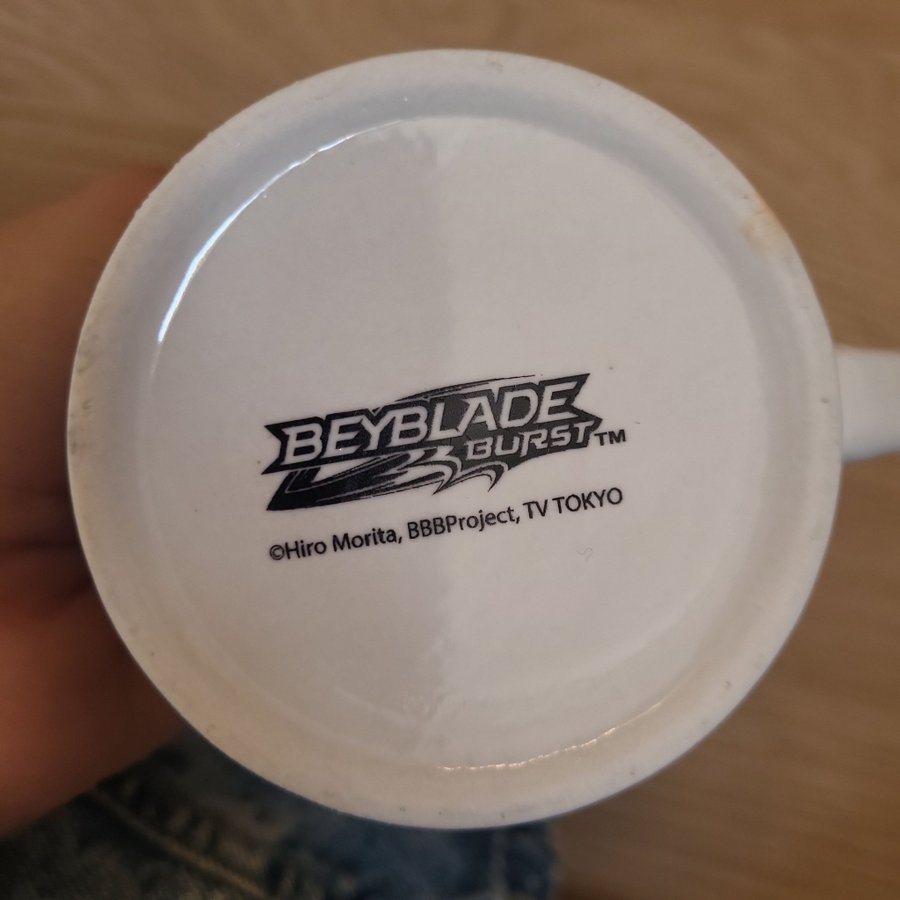 BEYBLADE
BURST™
©Hiro Morita, BBBProject, TV TOKYO